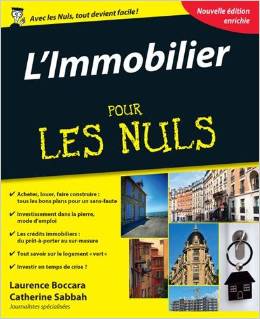 Avec les Nuls, tout devient facile !
Nouvelle édition
enrichie
L'Immobilier
POUR
LES NULS
Acheter, louer, faire construire :
tous les bons plans pour un sans-faute
Investissement dans la pierre,
mode d'emploi
Les crédits immobiliers :
du prêt-à-porter au sur-mesure
Tout savoir sur le logement « vert »
Investir en temps de crise ?
Laurence Boccara
Catherine Sabbah
Journalistes spécialisées